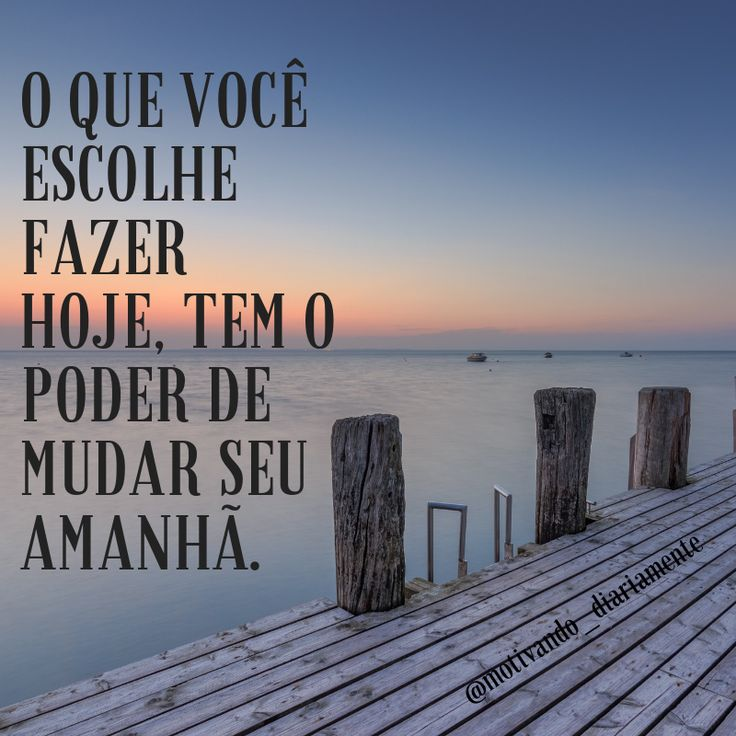 O QUE VOCÊ
ESCOLHE
FAZER
HOJE, TEM O
PODER DE
MUDAR SEU
AMANHÃ.
@motivando_diariamente